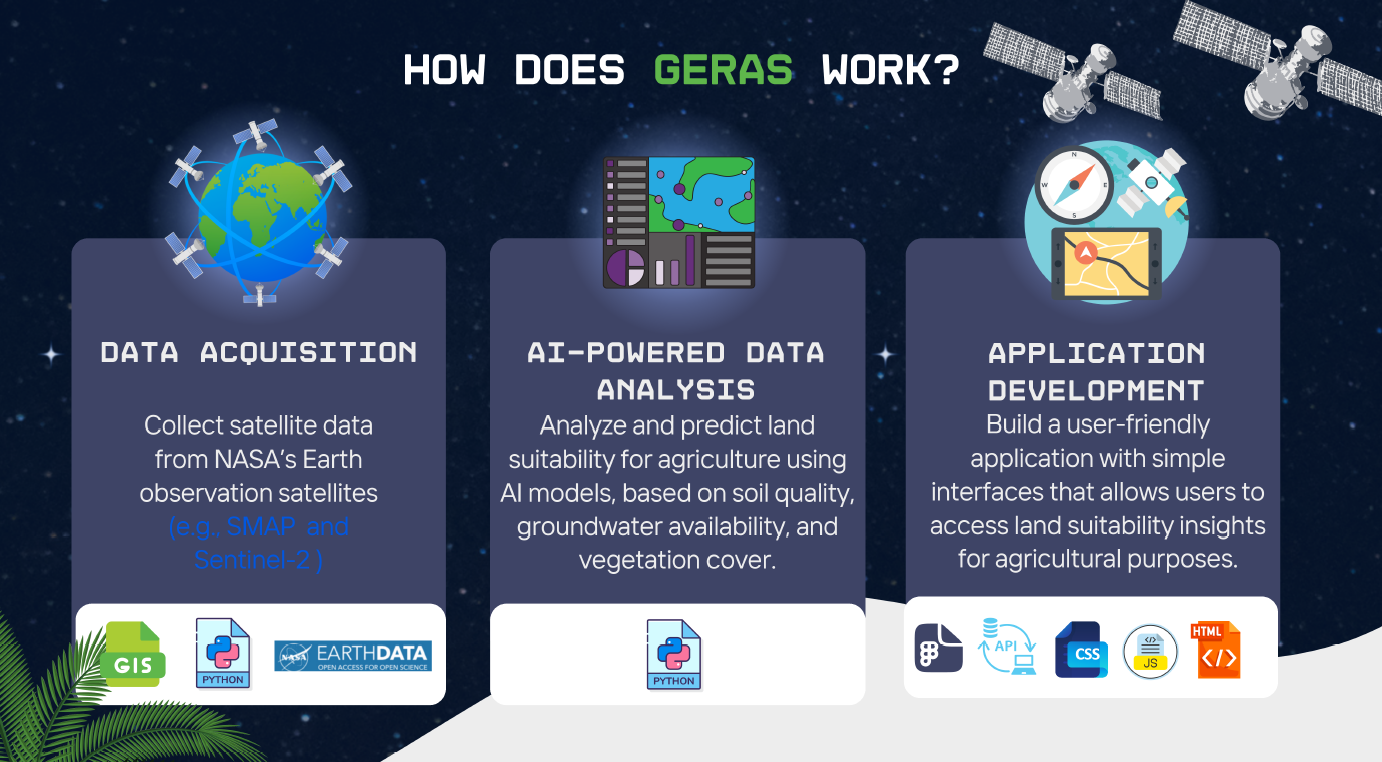 HOW DOES GERAS WORK?
DATA ACQUISITION
Collect satellite data
from NASA's Earth
observation satellites
(e.g., SMAP and
Sentinel-2 )
GIS
PYTHON
NASA
EARTHDATA
OPEN ACCESS FOR OPEN SCIENCE
AI-POWERED DATA
ANALYSIS
Analyze and predict land
suitability for agriculture using
AI models, based on soil quality,
groundwater availability, and
vegetation cover.
PYTHON
N
W
E
S
APPLICATION
DEVELOPMENT
Build a user-friendly
application with simple
interfaces that allows users to
access land suitability insights
for agricultural purposes.
API
CSS
</>
JS
HTML
</>